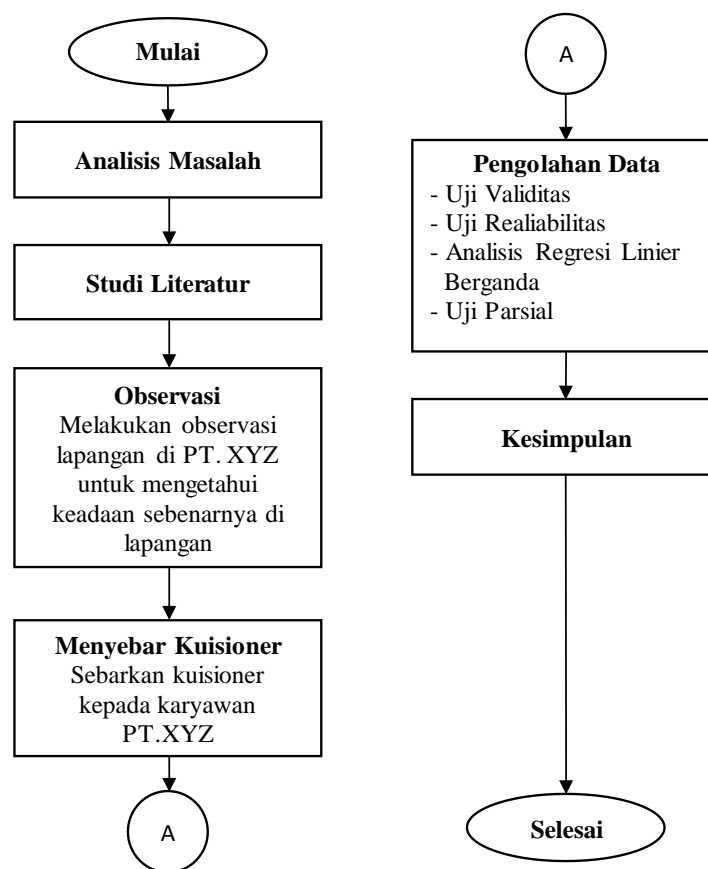 Mulai
Analisis Masalah
Studi Literatur
Observasi
Melakukan observasi
lapangan di PT. XYZ
untuk mengetahui
keadaan sebenarnya di
lapangan
Menyebar Kuisioner
Sebarkan kuisioner
kepada karyawan
PT.XYZ
A
A
Pengolahan Data
- Uji Validitas
- Uji Realiabilitas
- Analisis Regresi Linier
Berganda
- Uji Parsial
Kesimpulan
Selesai